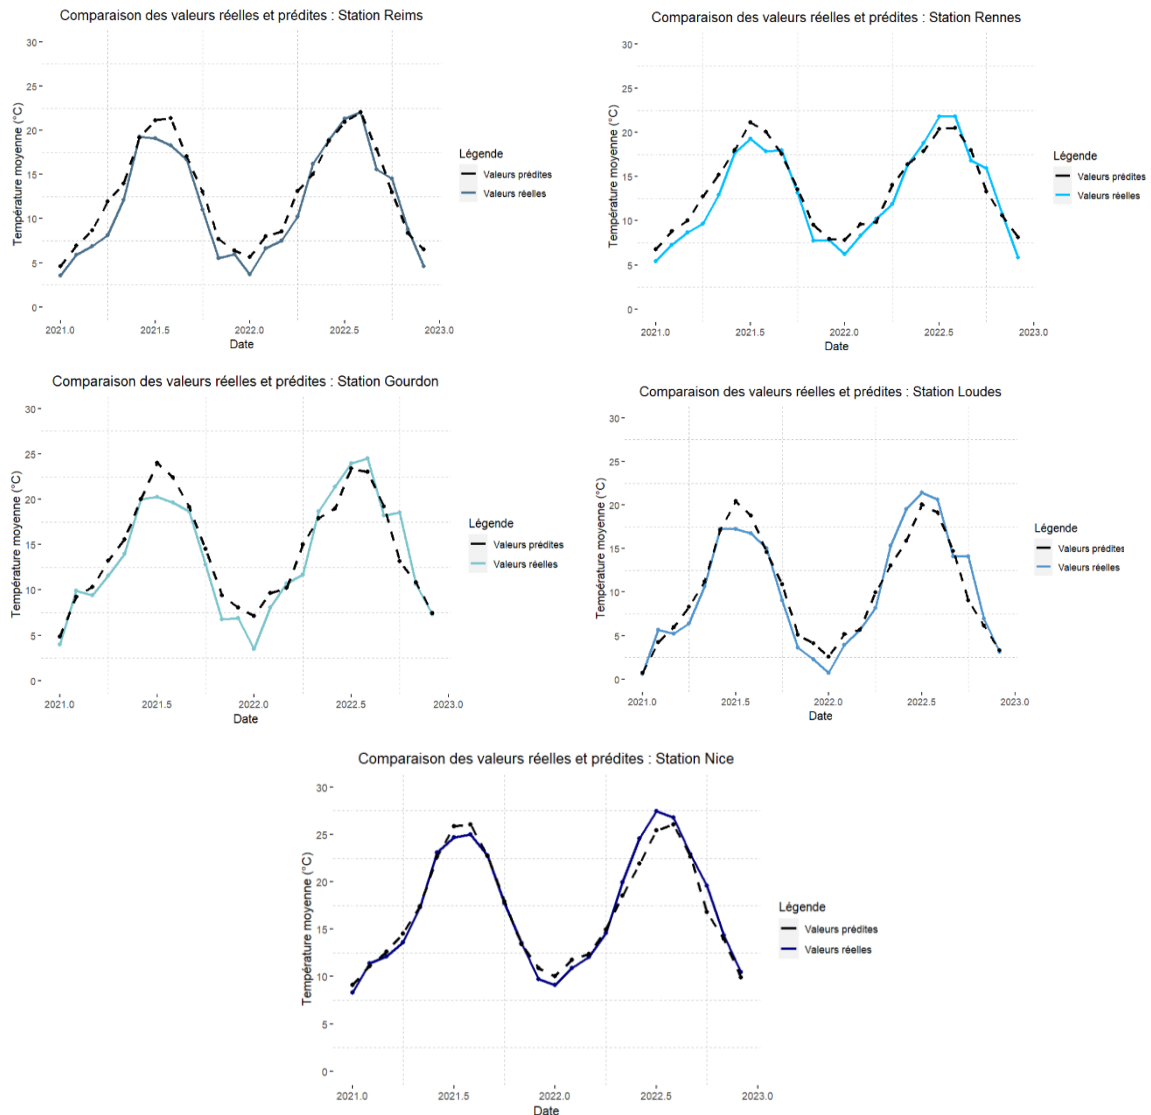 Comparaison des valeurs réelles et prédites : Station Reims
30
25
20
15
10
5
0
Température moyenne (°C)
2021.0 2021.5 2022.0 2022.5 2023.0
Date
Légende
Valeurs prédites
Valeurs réelles
Comparaison des valeurs réelles et prédites : Station Rennes
30
25
20
15
10
5
0
Température moyenne (°C)
2021.0 2021.5 2022.0 2022.5 2023.0
Date
Légende
Valeurs prédites
Valeurs réelles
Comparaison des valeurs réelles et prédites : Station Gourdon
30
25
20
15
10
5
0
Température moyenne (°C)
2021.0 2021.5 2022.0 2022.5 2023.0
Date
Légende
Valeurs prédites
Valeurs réelles
Comparaison des valeurs réelles et prédites : Station Loudes
30
25
20
15
10
5
0
Température moyenne (°C)
2021.0 2021.5 2022.0 2022.5 2023.0
Date
Légende
Valeurs prédites
Valeurs réelles
Comparaison des valeurs réelles et prédites : Station Nice
30
25
20
15
10
5
0
Température moyenne (°C)
2021.0 2021.5 2022.0 2022.5 2023.0
Date
Légende
Valeurs prédites
Valeurs réelles